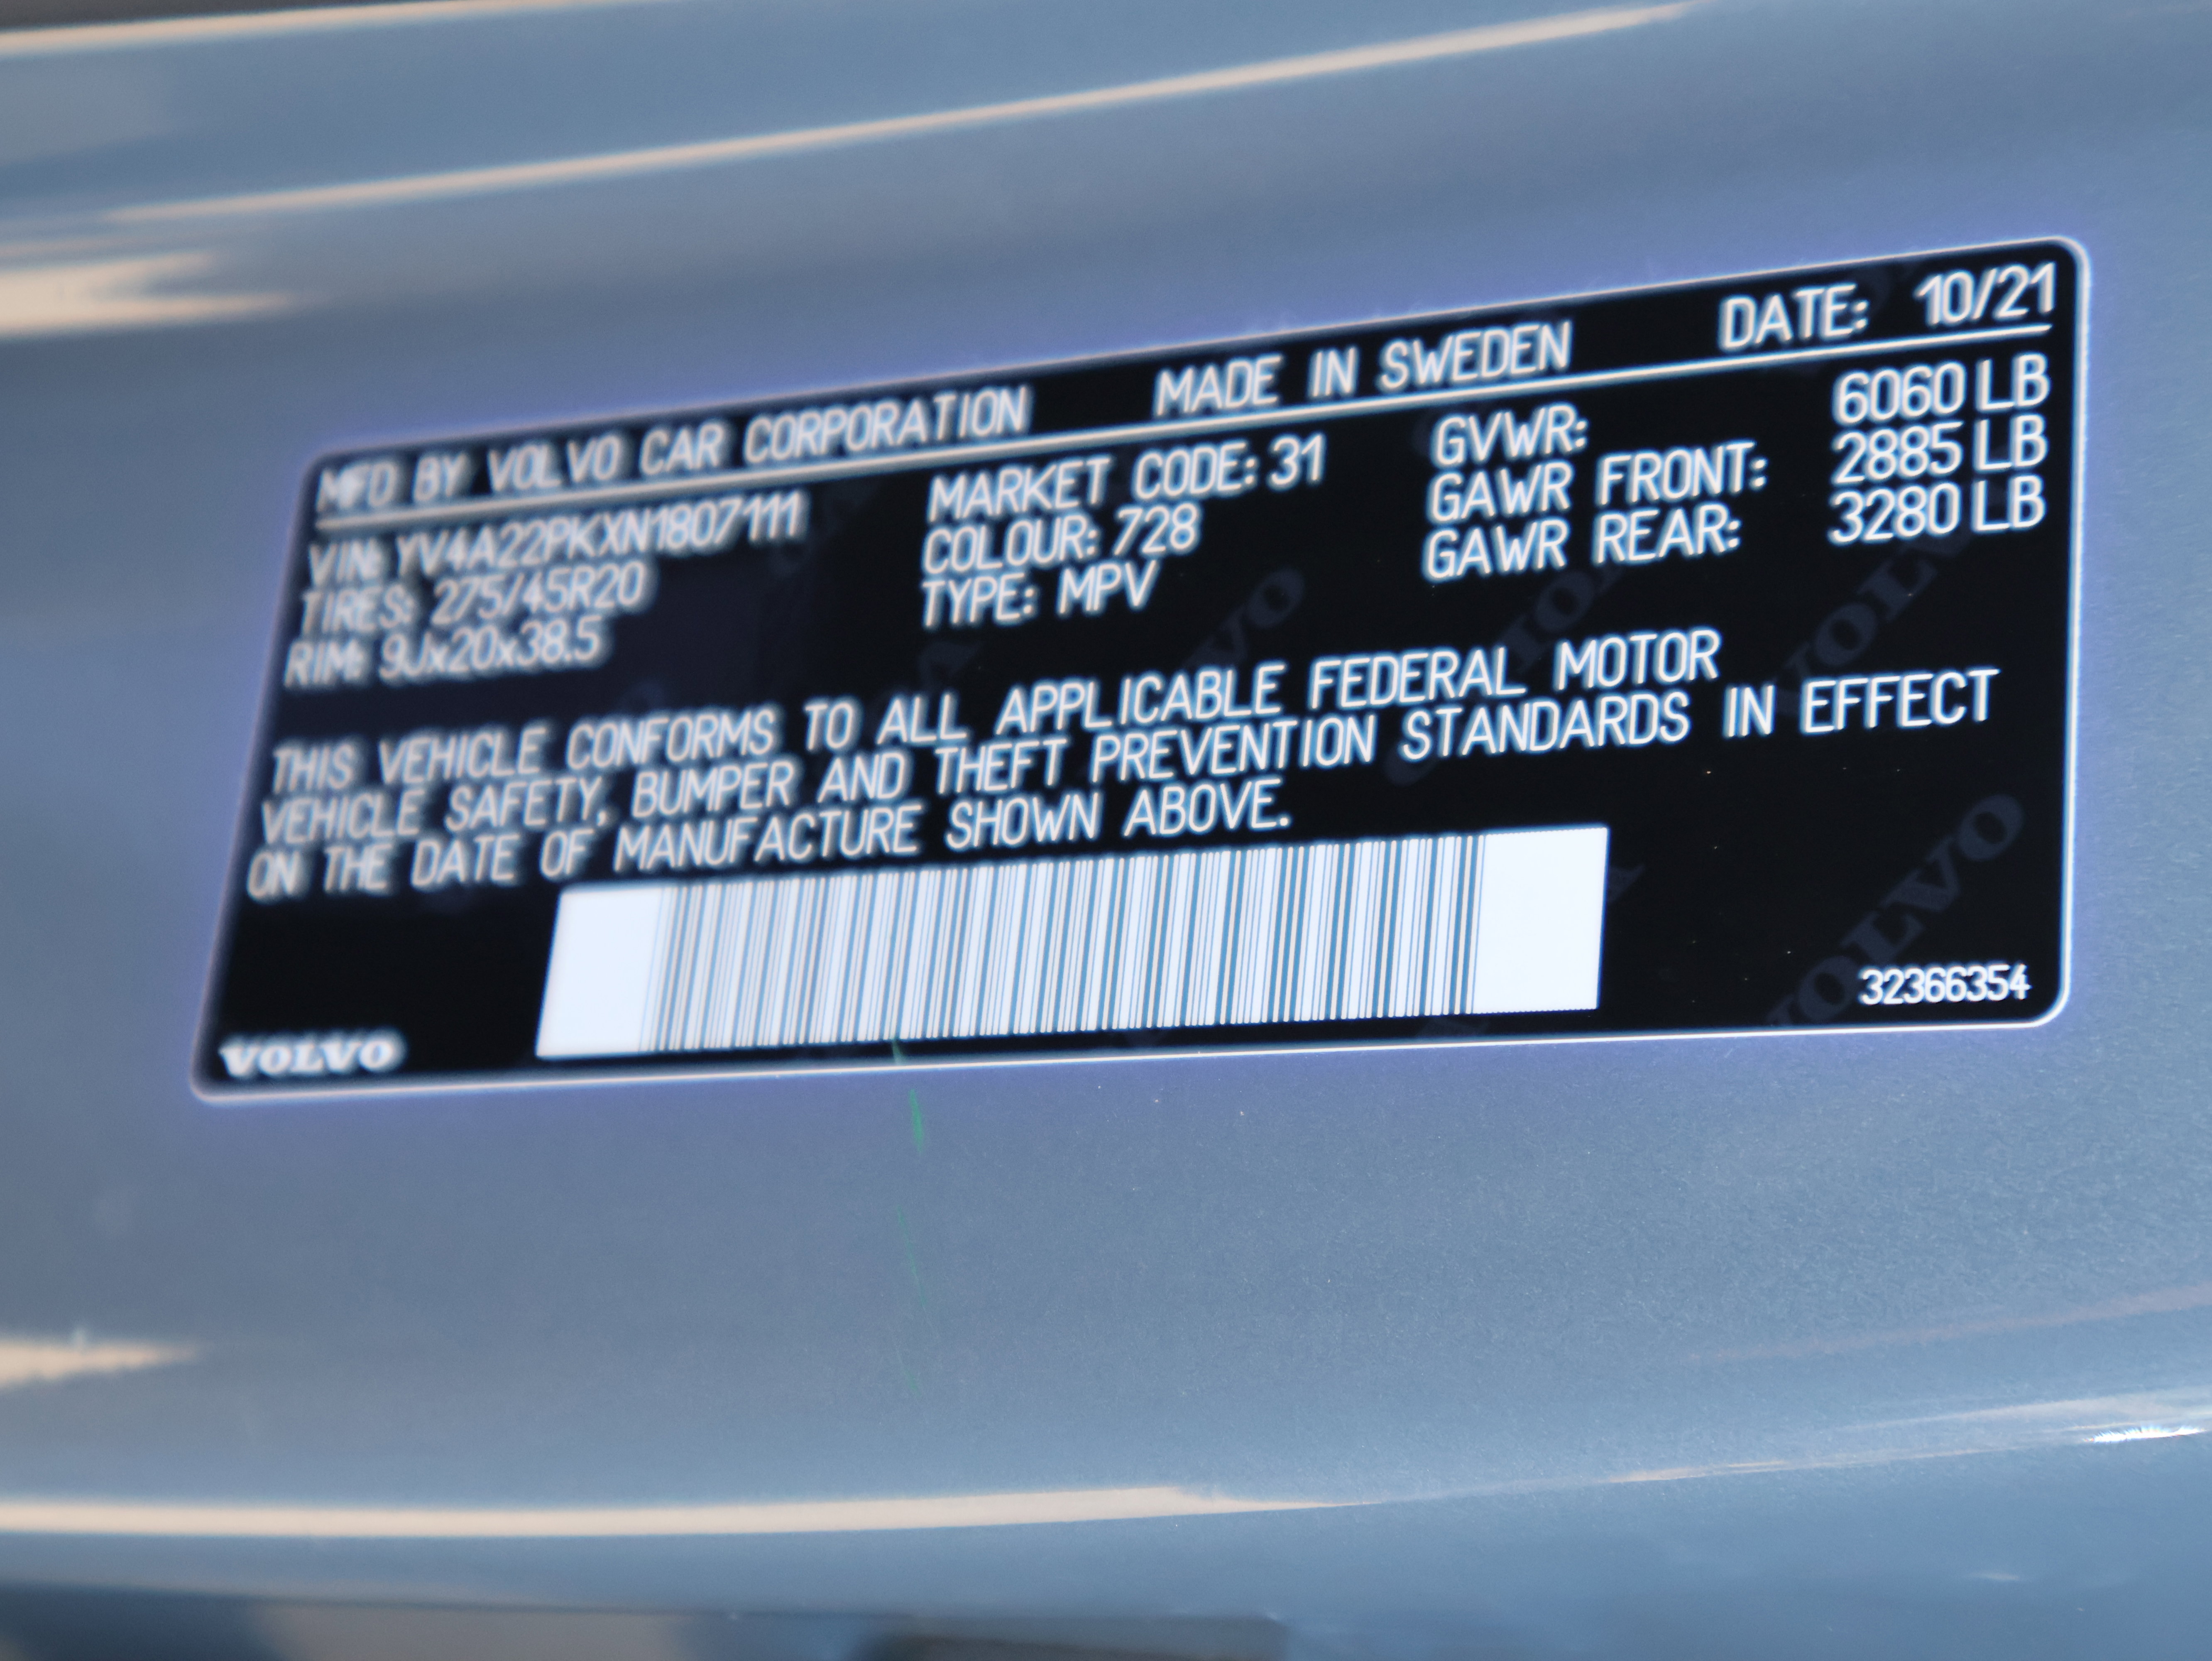 MFD BY VOLVO CAR CORPORATION MADE IN SWEDEN DATE: 10/21
VIN: YV4A22PKXN1807111 MARKET CODE: 31 GVWR: 6060 LB
TIRES: 275/45R20 COLOUR: 728 GAWR FRONT: 2885 LB
RIM: 9Jx20x38.5 TYPE: MPV GAWR REAR: 3280 LB
THIS VEHICLE CONFORMS TO ALL APPLICABLE FEDERAL MOTOR
VEHICLE SAFETY, BUMPER AND THEFT PREVENTION STANDARDS IN EFFECT
ON THE DATE OF MANUFACTURE SHOWN ABOVE.
VOLVO 32366354